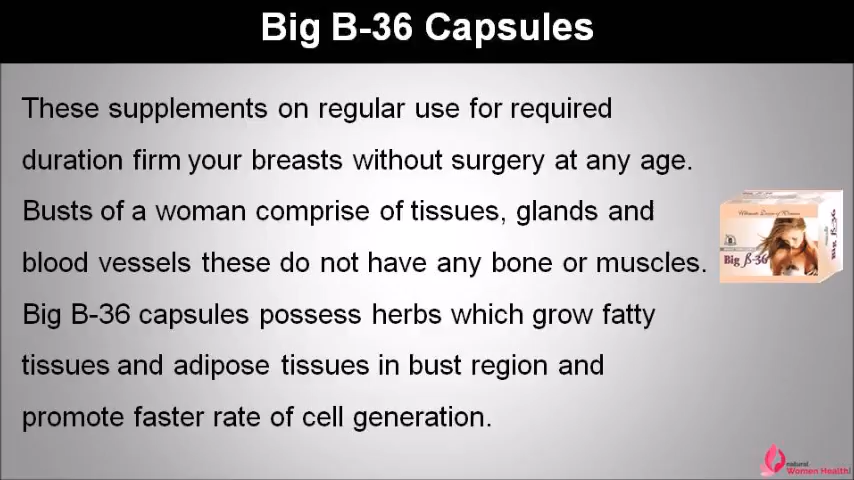 Big B-36 Capsules
These supplements on regular use for required
duration firm your breasts without surgery at any age.
Busts of a woman comprise of tissues, glands and
blood vessels these do not have any bone or muscles.
Big B-36 capsules possess herbs which grow fatty
tissues and adipose tissues in bust region and
promote faster rate of cell generation.
Big B-36
Big B-36
natural
Women Health!